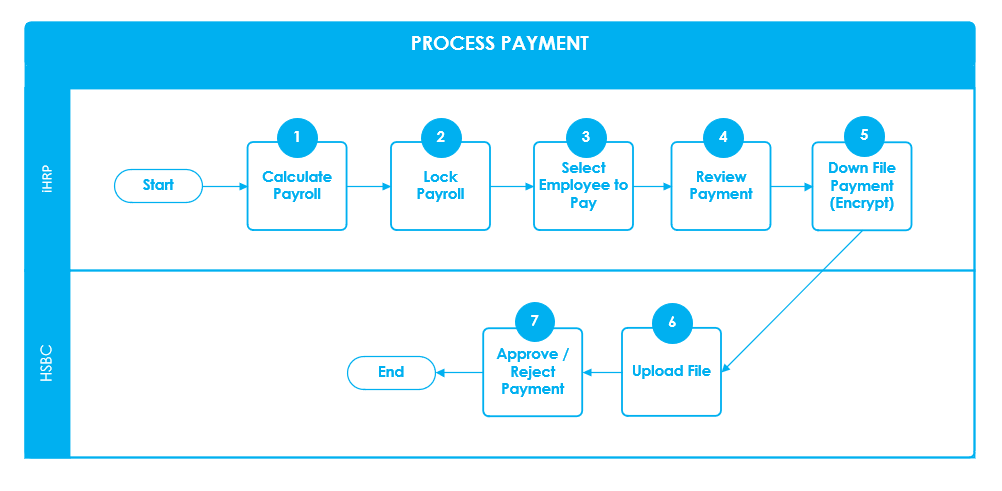 PROCESS PAYMENT
iHRP
Start
1
Calculate
Payroll
2
Lock
Payroll
3
Select
Employee to
Pay
4
Review
Payment
5
Down File
Payment
(Encrypt)
HSBC
6
Upload File
7
Approve /
Reject
Payment
End